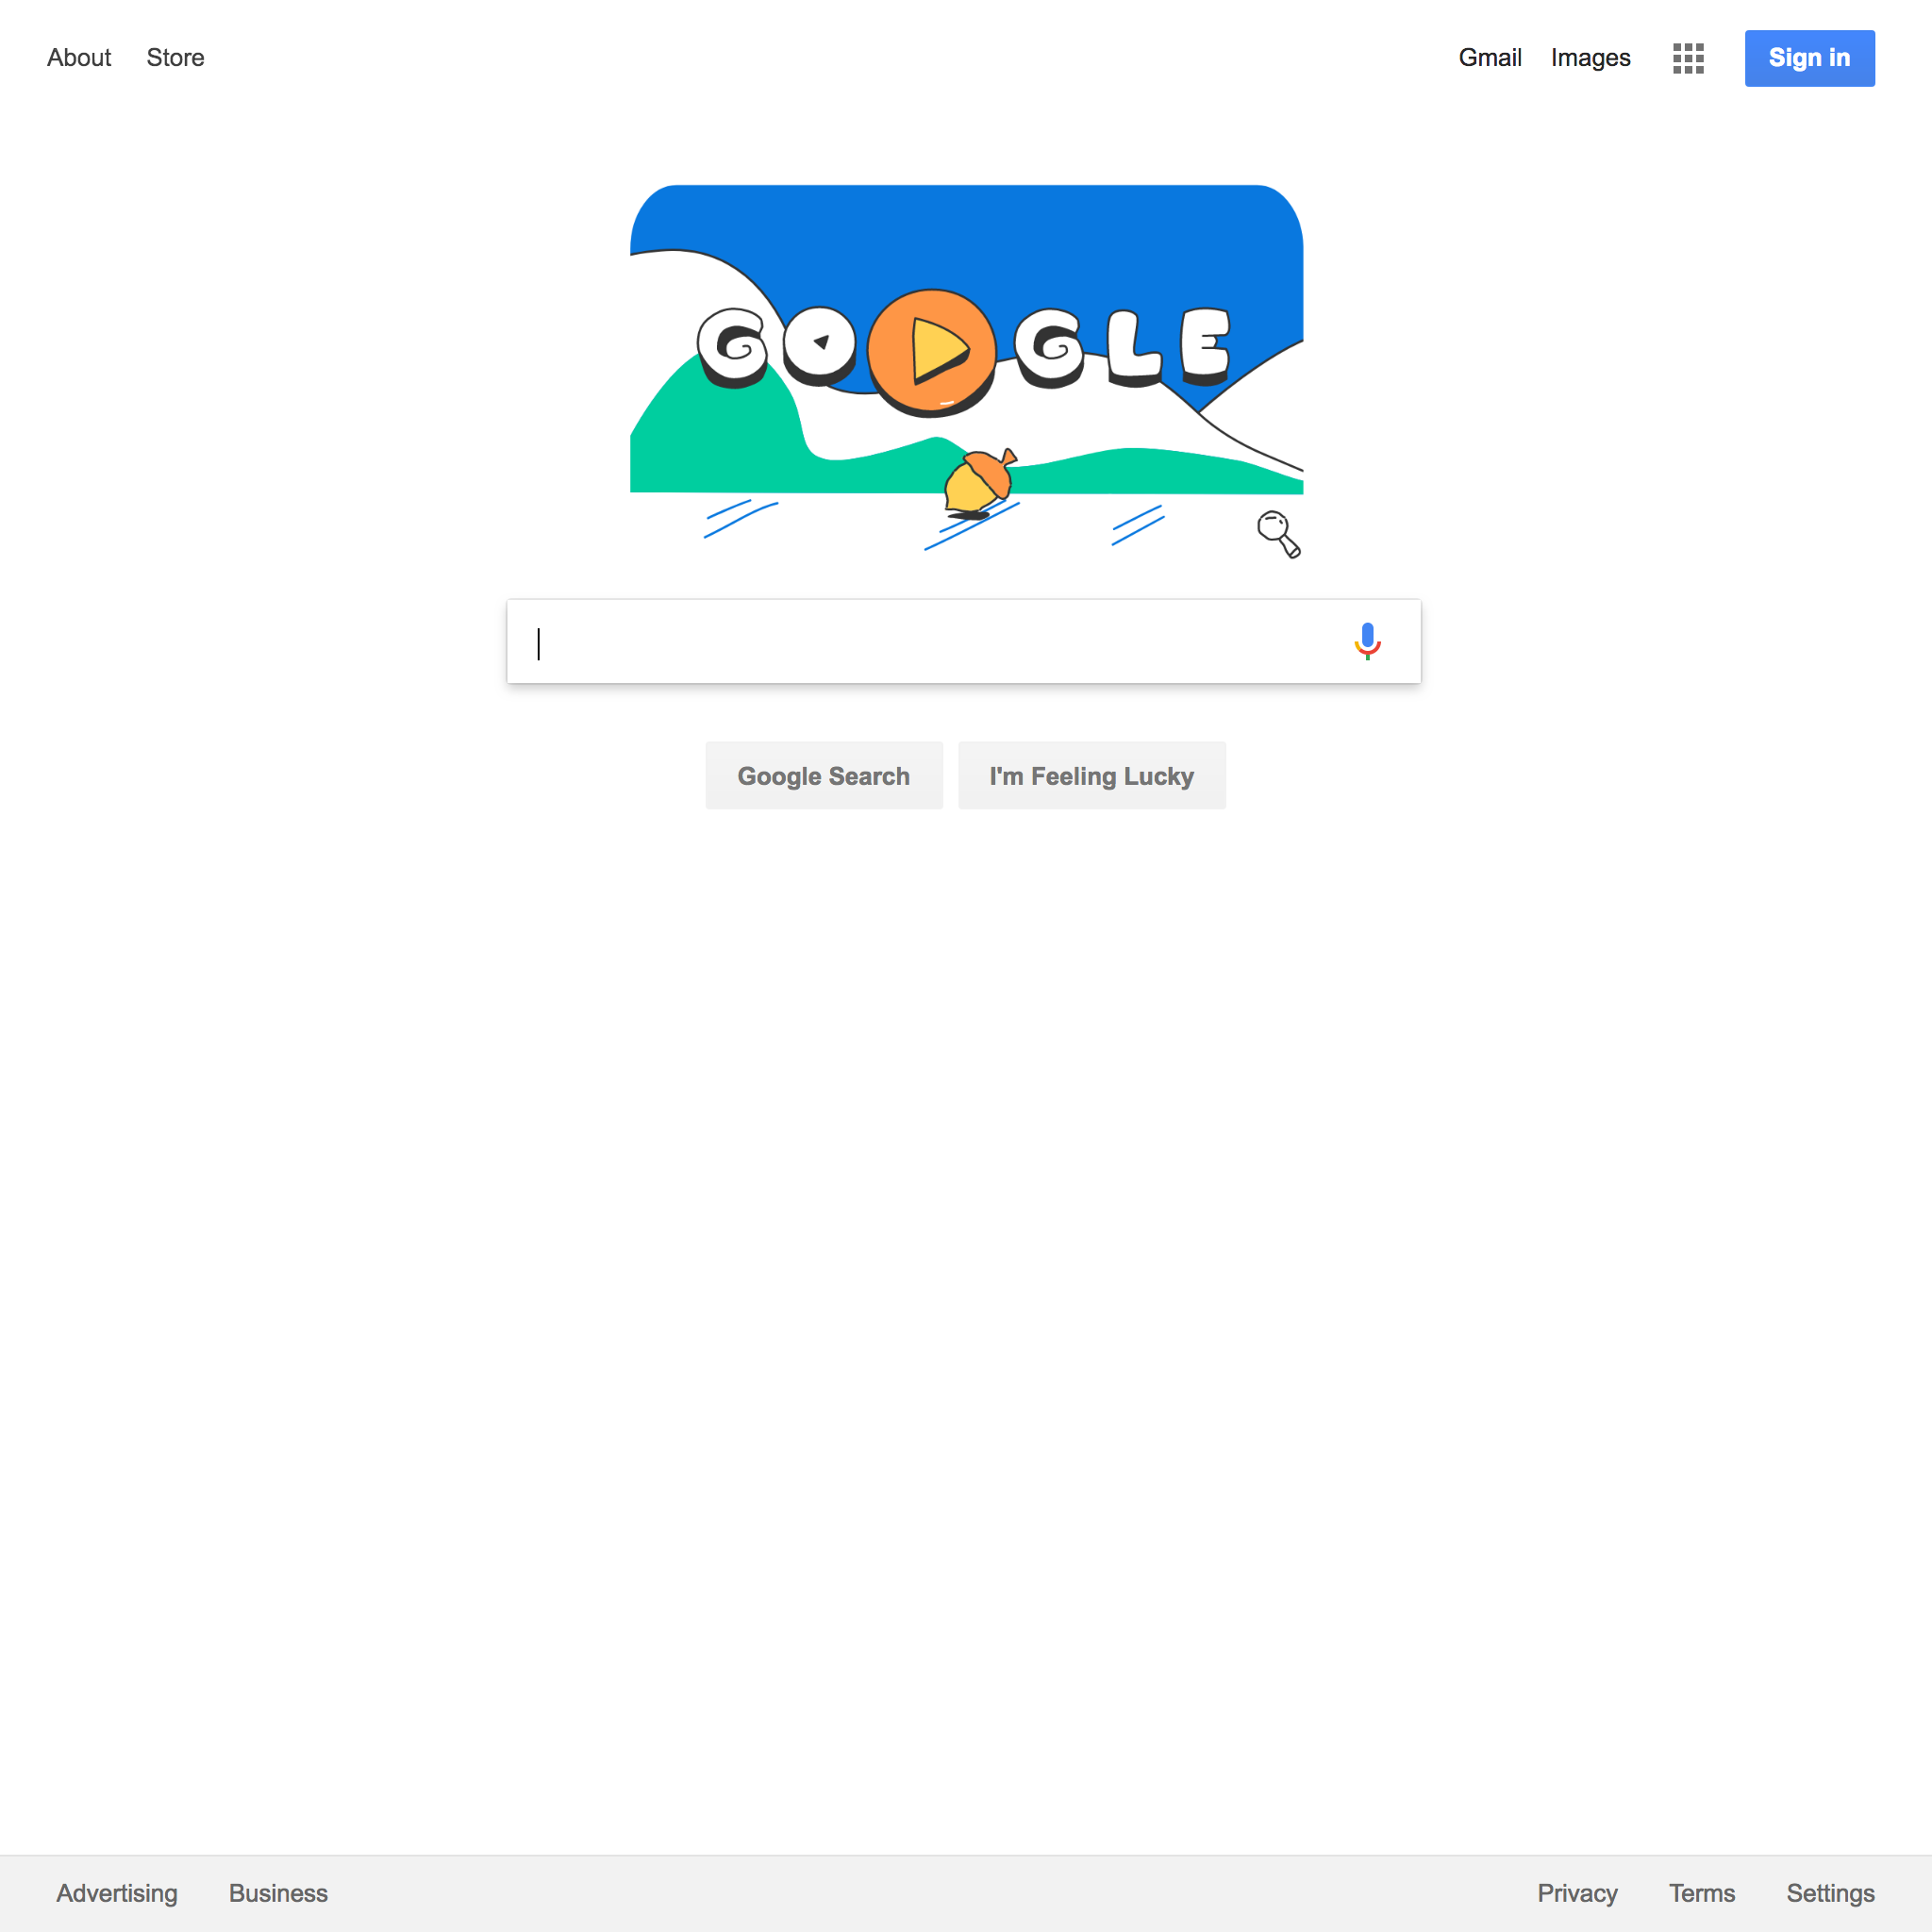 About Store Gmail Images Sign in
GOOGLE
Google Search I'm Feeling Lucky
Advertising Business Privacy Terms Settings